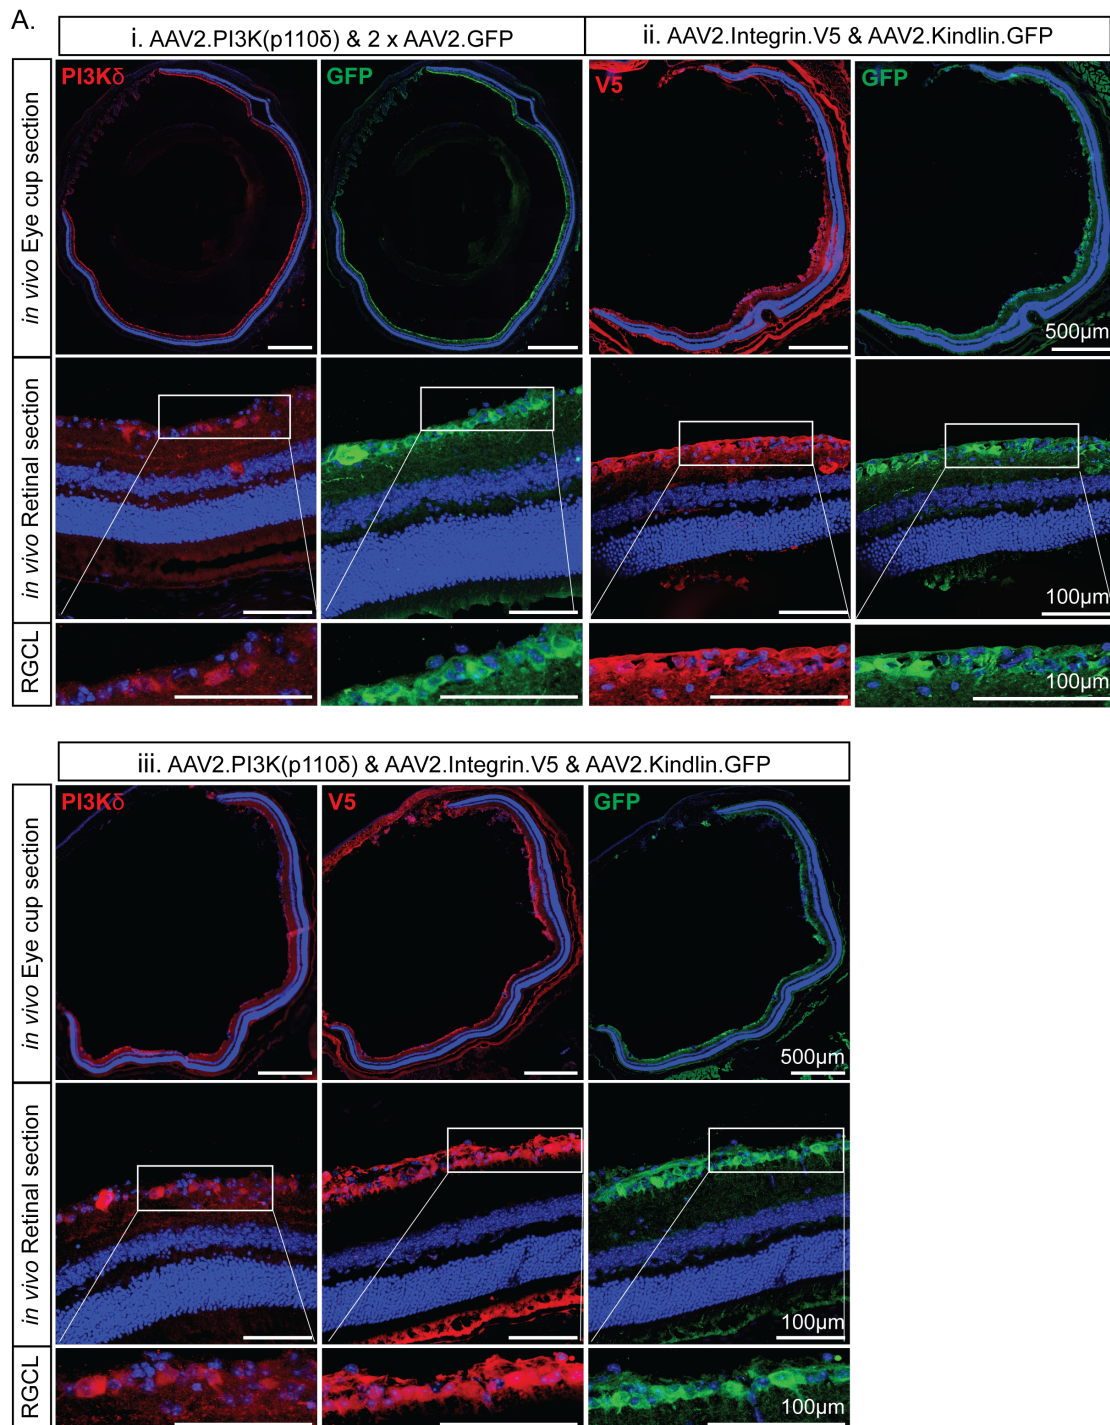 A.
i. AAV2.PI3K(p110δ) & 2 x AAV2.GFP
ii. AAV2.Integrin.V5 & AAV2.Kindlin.GFP
in vivo Eye cup section
PI3Kδ
GFP
V5
GFP
500µm
in vivo Retinal section
100µm
RGCL
100µm
iii. AAV2.PI3K(p110δ) & AAV2.Integrin.V5 & AAV2.Kindlin.GFP
in vivo Eye cup section
PI3Kδ
V5
GFP
500µm
in vivo Retinal section
100µm
RGCL
100µm